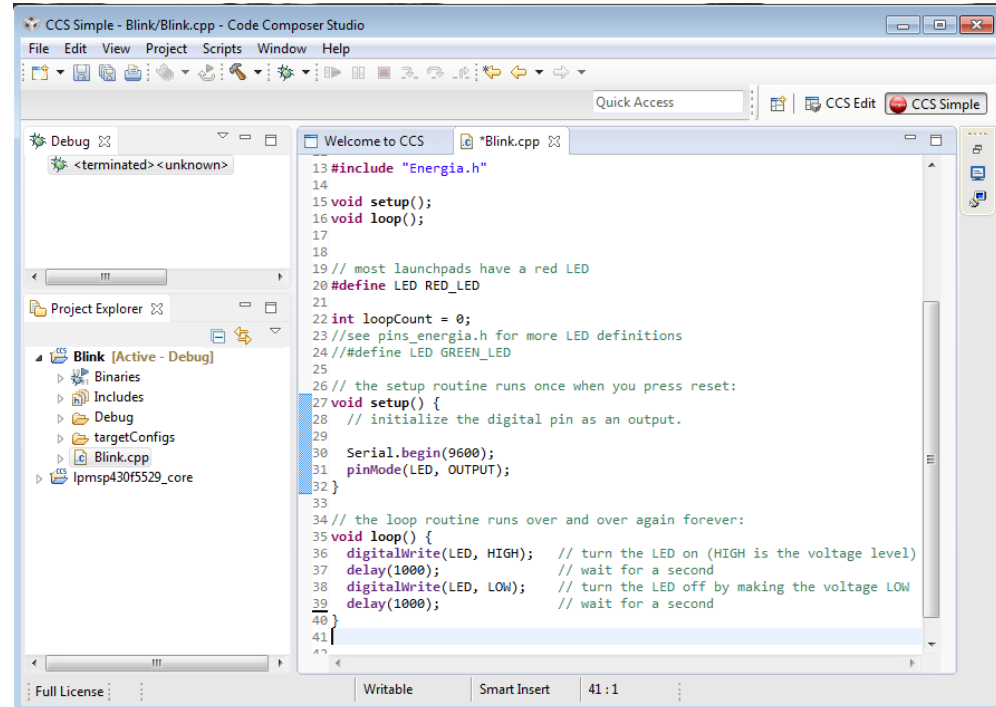 CCS Simple - Blink/Blink.cpp - Code Composer Studio
File Edit View Project Scripts Window Help
Quick Access
CCS Edit
CCS Simple
Debug
<terminated><unknown>
Project Explorer
Blink [Active - Debug]
Binaries
Includes
Debug
targetConfigs
Blink.cpp
lpmsp430f5529_core
Welcome to CCS
*Blink.cpp
13 #include "Energia.h"
14
15 void setup();
16 void loop();
17
18
19 // most launchpads have a red LED
20 #define LED RED_LED
21
22 int loopCount = 0;
23 //see pins_energia.h for more LED definitions
24 //#define LED GREEN_LED
25
26 // the setup routine runs once when you press reset:
27 void setup() {
28   // initialize the digital pin as an output.
29
30   Serial.begin(9600);
31   pinMode(LED, OUTPUT);
32 }
33
34 // the loop routine runs over and over again forever:
35 void loop() {
36   digitalWrite(LED, HIGH);   // turn the LED on (HIGH is the voltage level)
37   delay(1000);               // wait for a second
38   digitalWrite(LED, LOW);    // turn the LED off by making the voltage LOW
39   delay(1000);               // wait for a second
40 }
41
Full License
Writable
Smart Insert
41 : 1